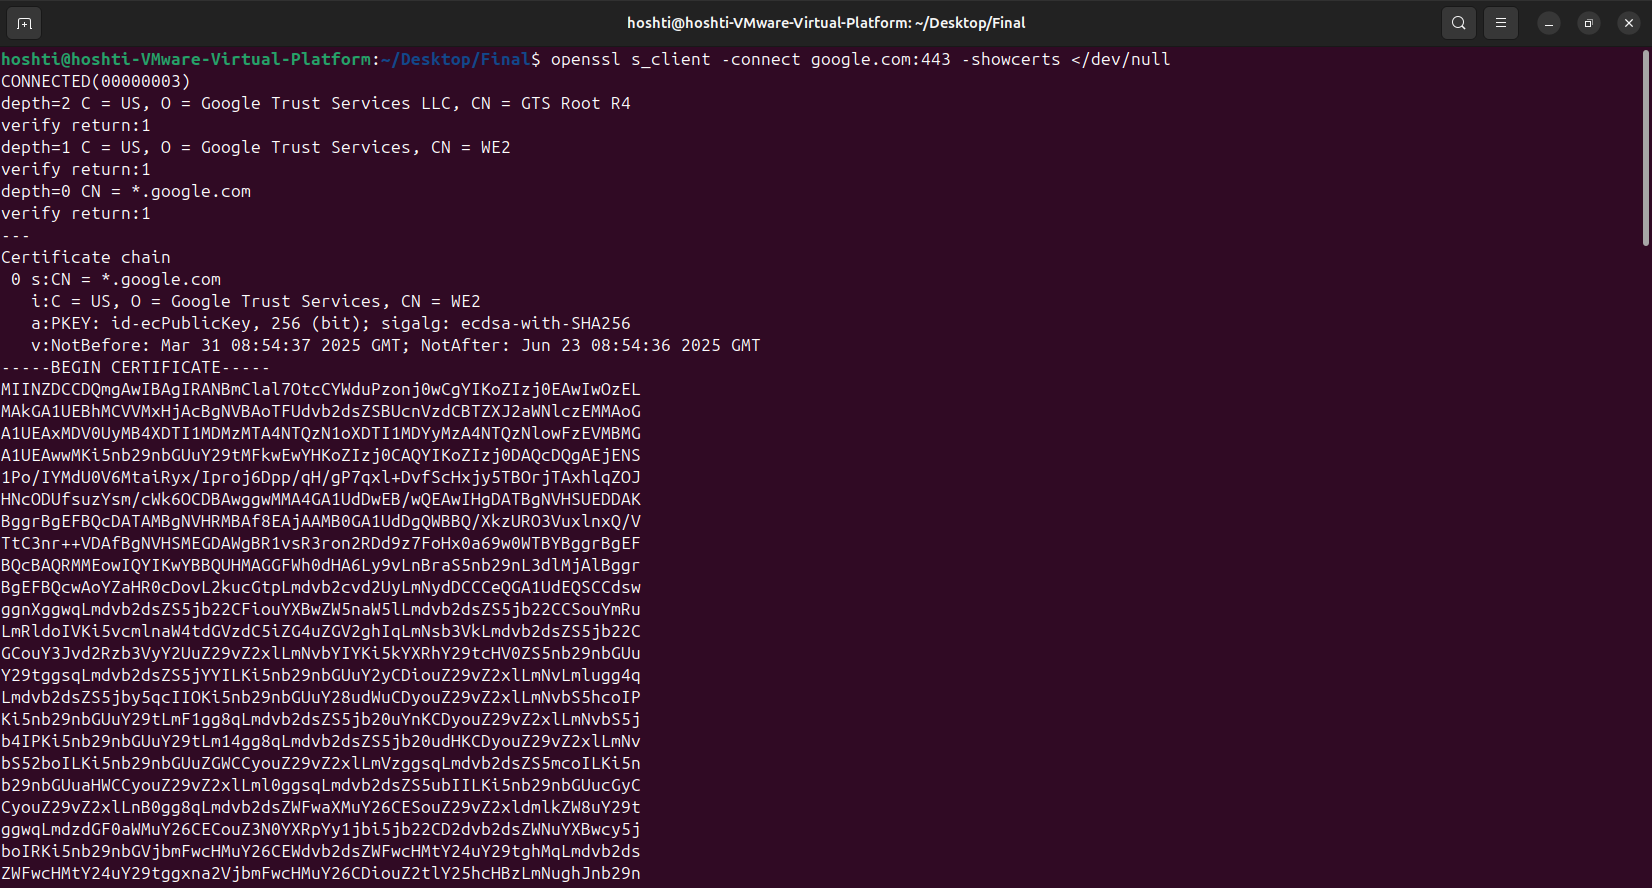 hoshti@hoshti-VMware-Virtual-Platform: ~/Desktop/Final
hoshti@hoshti-VMware-Virtual-Platform:~/Desktop/Final$ openssl s_client -connect google.com:443 -showcerts </dev/null
CONNECTED(00000003)
depth=2 C = US, O = Google Trust Services LLC, CN = GTS Root R4
verify return:1
depth=1 C = US, O = Google Trust Services, CN = WE2
verify return:1
depth=0 CN = *.google.com
verify return:1
---
Certificate chain
 0 s:CN = *.google.com
   i:C = US, O = Google Trust Services, CN = WE2
   a:PKEY: id-ecPublicKey, 256 (bit); sigalg: ecdsa-with-SHA256
   v:NotBefore: Mar 31 08:54:37 2025 GMT; NotAfter: Jun 23 08:54:36 2025 GMT
-----BEGIN CERTIFICATE-----
MIINZDCCDQmgAwIBAgIRANBmClal7OtcCYWduPzonj0wCgYIKoZIzj0EAwIwOzEL
MAkGA1UEBhMCVVMxHjAcBgNVBAoTFUdvb2dsZSBUcnVzdCBTZXJ2aWNlczEMMAoG
A1UEAxMDV0UyMB4XDTI1MDMzMTA4NTQzN1oXDTI1MDYyMzA4NTQzNlowFzEVMBMG
A1UEAwwMKi5nb29nbGUuY29tMFkwEwYHKoZIzj0CAQYIKoZIzj0DAQcDQgAEjENS
1Po/IYMdU0V6MtaiRyx/Iproj6Dpp/qH/gP7qxl+DvfScHxjy5TBOrjTAxhlqZOJ
HNcODUfsuzYsm/cWk6OCDBAwggwMMA4GA1UdDwEB/wQEAwIHgDATBgNVHSUEDDAK
BggrBgEFBQcDATAMBgNVHRMBAf8EAjAAMB0GA1UdDgQWBBQ/XkzURO3VuxlnxQ/V
TtC3nr++VDAfBgNVHSMEGDAWgBR1vsR3ron2RDd9z7FoHx0a69w0WTBYBggrBgEF
BQcBAQRMMEowIQYIKwYBBQUHMAGGFWh0dHA6Ly9vLnBraS5nb29nL3dlMjAlBggr
BgEFBQcwAoYZaHR0cDovL2kucGtpLmdvb2cvd2UyLmNydDCCCeQGA1UdEQSCCdsw
ggnXggwqLmdvb2dsZS5jb22CFiouYXBwZW5naW5lLmdvb2dsZS5jb22CCSouYmRu
LmRldoIVKi5vcmlnaW4tdGVzdC5iZG4uZGV2ghIqLmNsb3VkLmdvb2dsZS5jb22C
GCouY3Jvd2Rzb3VyY2UuZ29vZ2xlLmNvbYIYKi5kYXRhY29tcHV0ZS5nb29nbGUu
Y29tggsqLmdvb2dsZS5jYYILKi5nb29nbGUuY2yCDiouZ29vZ2xlLmNvLmlugg4q
Lmdvb2dsZS5jby5qcIIOKi5nb29nbGUuY28udWuCDyouZ29vZ2xlLmNvbS5hcoIP
Ki5nb29nbGUuY29tLmF1gg8qLmdvb2dsZS5jb20uYnKCDyouZ29vZ2xlLmNvbS5j
b4IPKi5nb29nbGUuY29tLm14gg8qLmdvb2dsZS5jb20udHKCDyouZ29vZ2xlLmNv
bS52boILKi5nb29nbGUuZGWCCyouZ29vZ2xlLmVzggsqLmdvb2dsZS5mcoILKi5n
b29nbGUuaHWCCyouZ29vZ2xlLml0ggsqLmdvb2dsZS5ubIILKi5nb29nbGUucGyC
CyouZ29vZ2xlLnB0gg8qLmdvb2dsZWFwaXMuY26CESouZ29vZ2xldmlkZW8uY29t
ggwqLmdzdGF0aWMuY26CECouZ3N0YXRpYy1jbi5jb22CD2dvb2dsZWNuYXBwcy5j
boIRKi5nb29nbGVjbmFwcHMuY26CEWdvb2dsZWFwcHMtY24uY29tghMqLmdvb2ds
ZWFwcHMtY24uY29tggxna2VjbmFwcHMuY26CDiouZ2tlY25hcHBzLmNughJnb29n